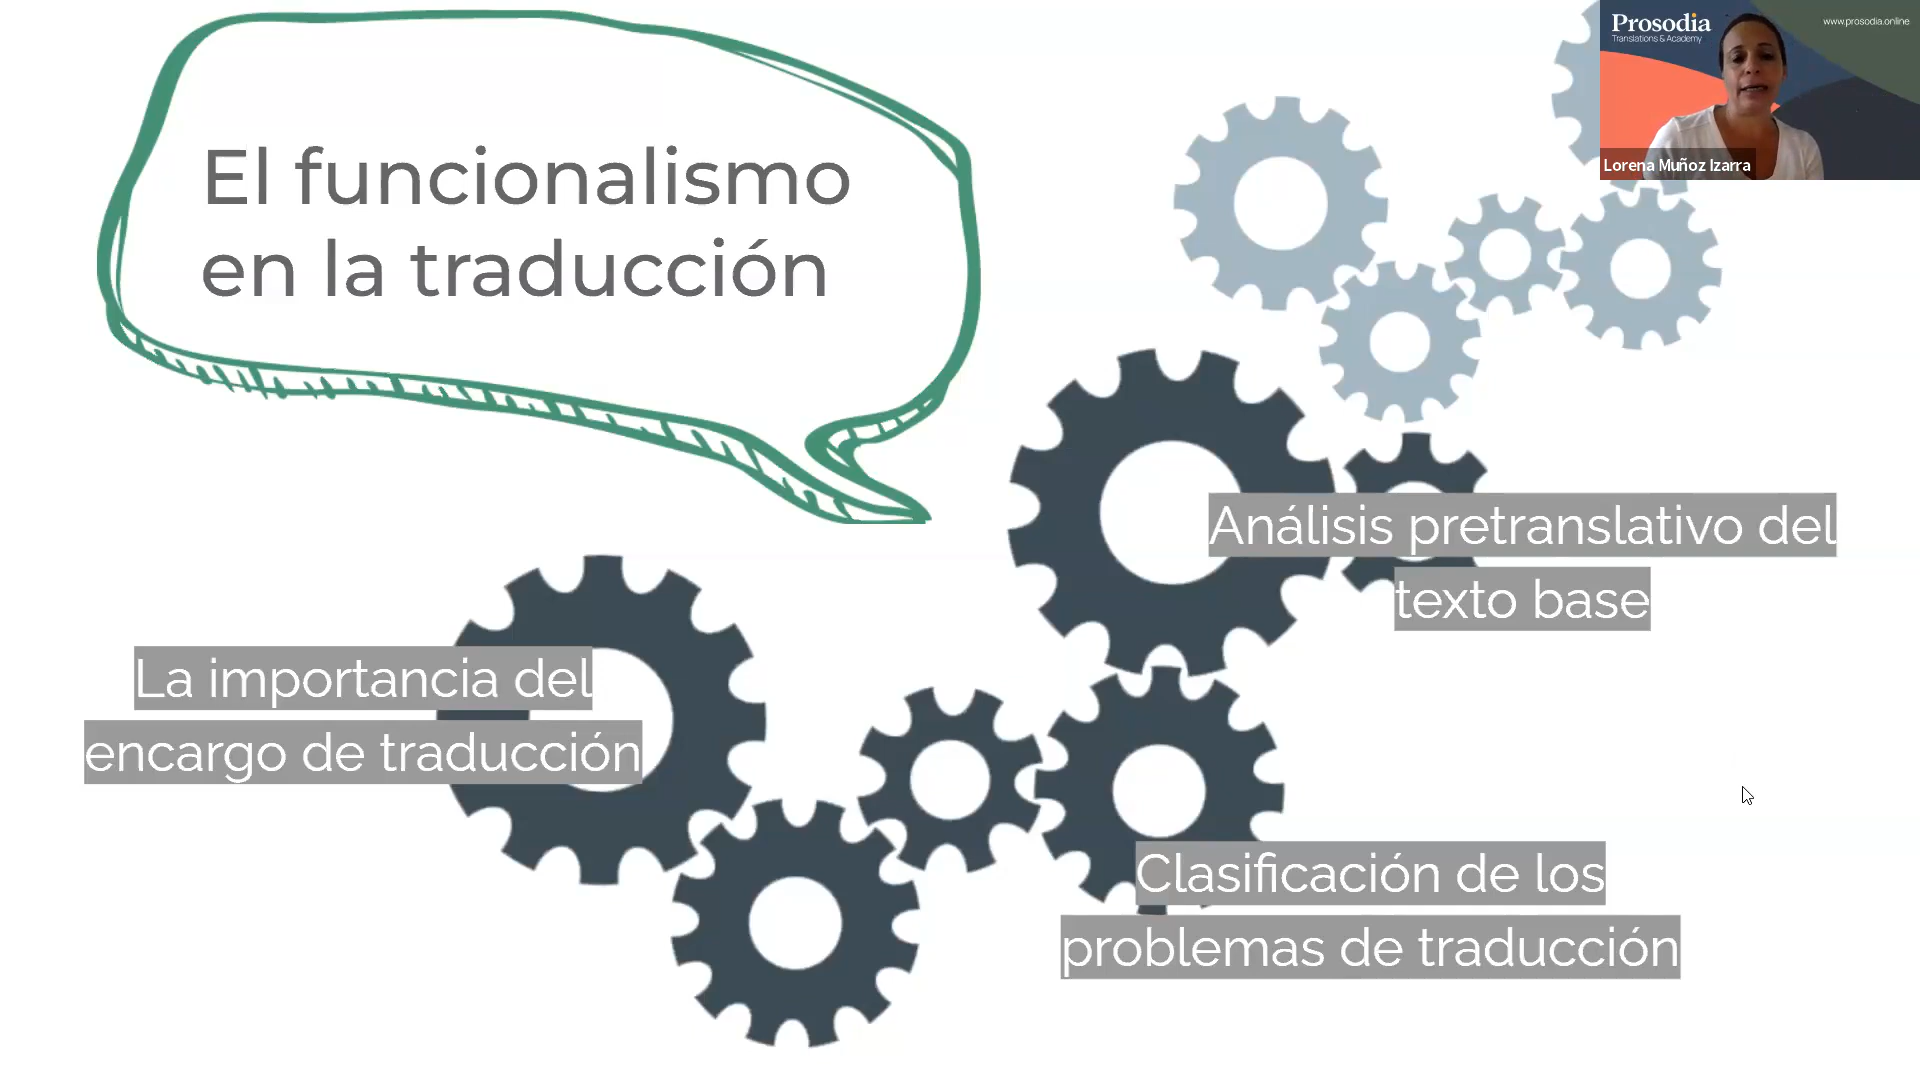 El funcionalismo
en la traducción
Prosodia
Translations & Academy
www.prosodia.online
Lorena Muñoz Izarra
Análisis pretranslativo del
texto base
La importancia del
encargo de traducción
Clasificación de los
problemas de traducción